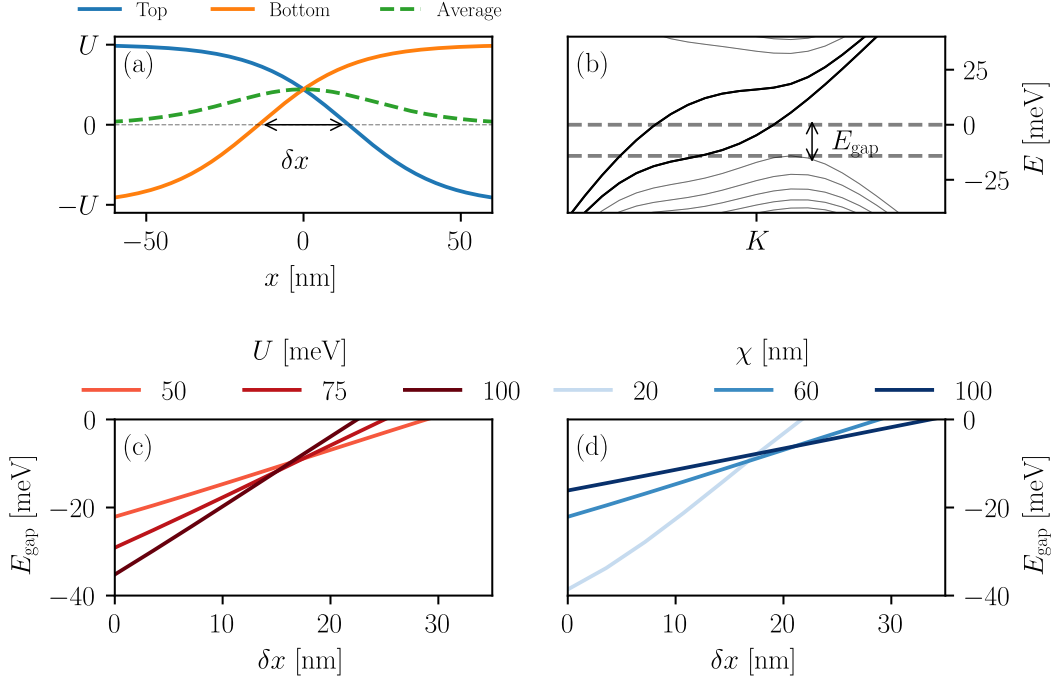 Top Bottom Average
U
0
−U
(a)
δx
−50 0 50
x [nm]
(b)
E_gap
25
0
−25
E [meV]
K
U [meV]
50 75 100
χ [nm]
20 60 100
(c)
0
−20
−40
E_gap [meV]
0 10 20 30
δx [nm]
(d)
0
−20
−40
E_gap [meV]
0 10 20 30
δx [nm]